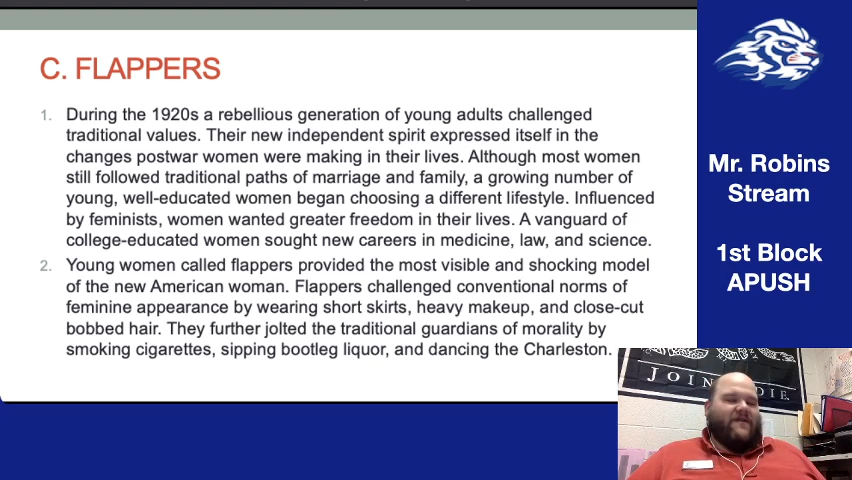 C. FLAPPERS
1. During the 1920s a rebellious generation of young adults challenged
traditional values. Their new independent spirit expressed itself in the
changes postwar women were making in their lives. Although most women
still followed traditional paths of marriage and family, a growing number of
young, well-educated women began choosing a different lifestyle. Influenced
by feminists, women wanted greater freedom in their lives. A vanguard of
college-educated women sought new careers in medicine, law, and science.
2. Young women called flappers provided the most visible and shocking model
of the new American woman. Flappers challenged conventional norms of
feminine appearance by wearing short skirts, heavy makeup, and close-cut
bobbed hair. They further jolted the traditional guardians of morality by
smoking cigarettes, sipping bootleg liquor, and dancing the Charleston.
Mr. Robins
Stream
1st Block
APUSH
JOIN DIE.